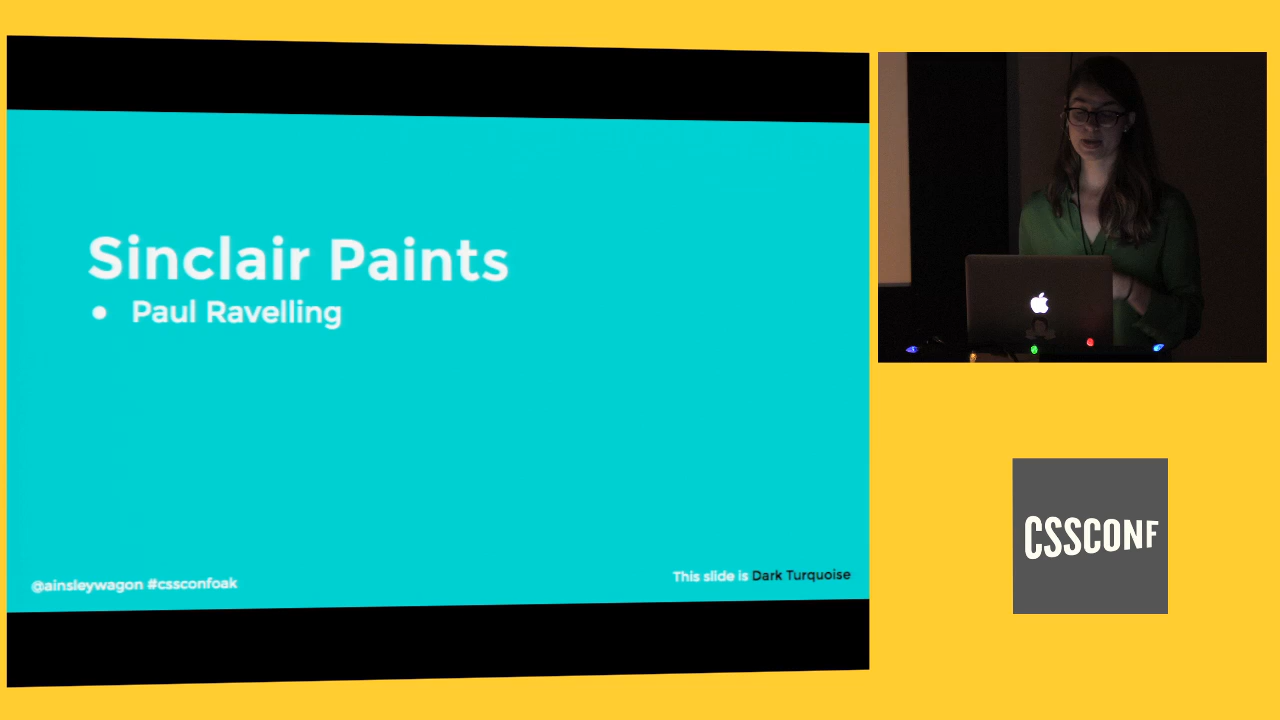 Sinclair Paints
Paul Ravelling
@ainsleywagon #cssconfoak
This slide is Dark Turquoise
CSSCONF